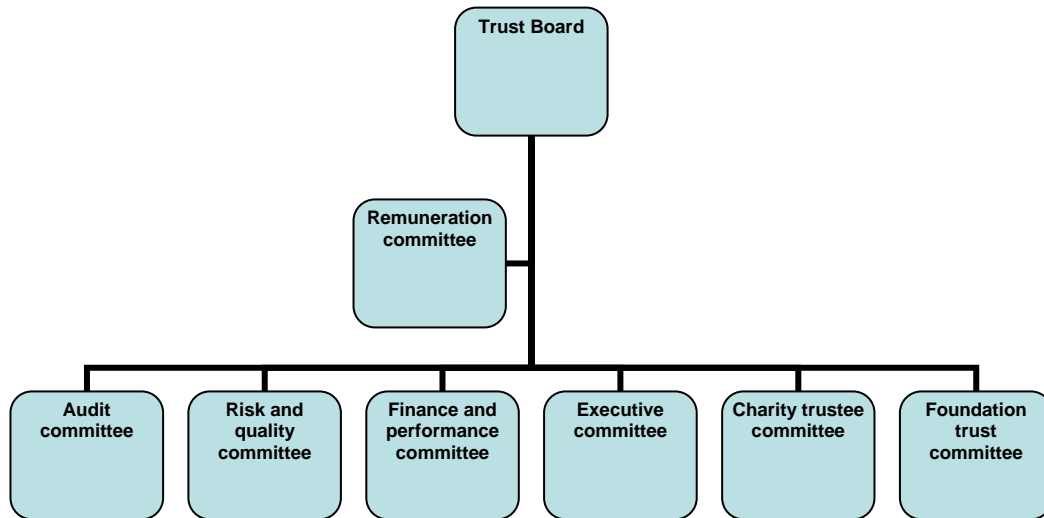 Trust Board
Remuneration
committee
Audit
committee
Risk and
quality
committee
Finance and
performance
committee
Executive
committee
Charity trustee
committee
Foundation
trust
committee